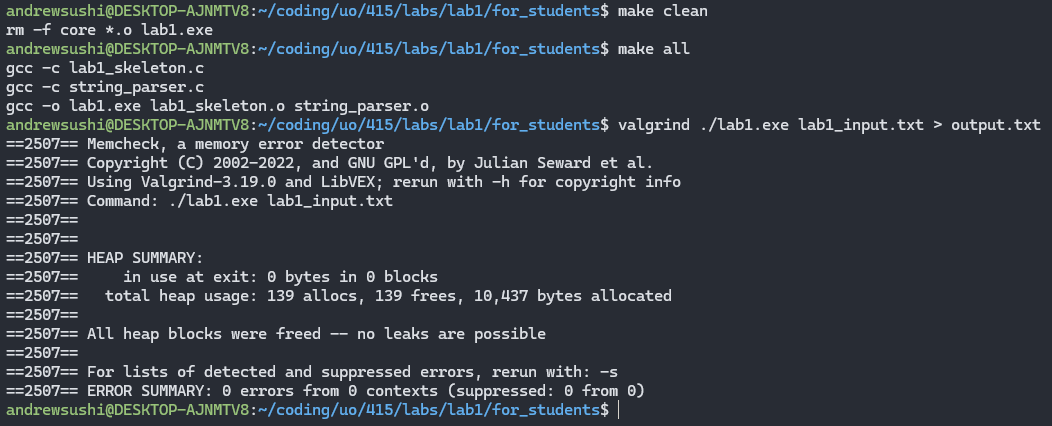 andrewsushi@DESKTOP-AJNMTV8:~/coding/uo/415/labs/lab1/for_students$ make clean
rm -f core *.o lab1.exe
andrewsushi@DESKTOP-AJNMTV8:~/coding/uo/415/labs/lab1/for_students$ make all
gcc -c lab1_skeleton.c
gcc -c string_parser.c
gcc -o lab1.exe lab1_skeleton.o string_parser.o
andrewsushi@DESKTOP-AJNMTV8:~/coding/uo/415/labs/lab1/for_students$ valgrind ./lab1.exe lab1_input.txt > output.txt
==2507== Memcheck, a memory error detector
==2507== Copyright (C) 2002-2022, and GNU GPL'd, by Julian Seward et al.
==2507== Using Valgrind-3.19.0 and LibVEX; rerun with -h for copyright info
==2507== Command: ./lab1.exe lab1_input.txt
==2507==
==2507==
==2507== HEAP SUMMARY:
==2507==     in use at exit: 0 bytes in 0 blocks
==2507==   total heap usage: 139 allocs, 139 frees, 10,437 bytes allocated
==2507==
==2507== All heap blocks were freed -- no leaks are possible
==2507==
==2507== For lists of detected and suppressed errors, rerun with: -s
==2507== ERROR SUMMARY: 0 errors from 0 contexts (suppressed: 0 from 0)
andrewsushi@DESKTOP-AJNMTV8:~/coding/uo/415/labs/lab1/for_students$